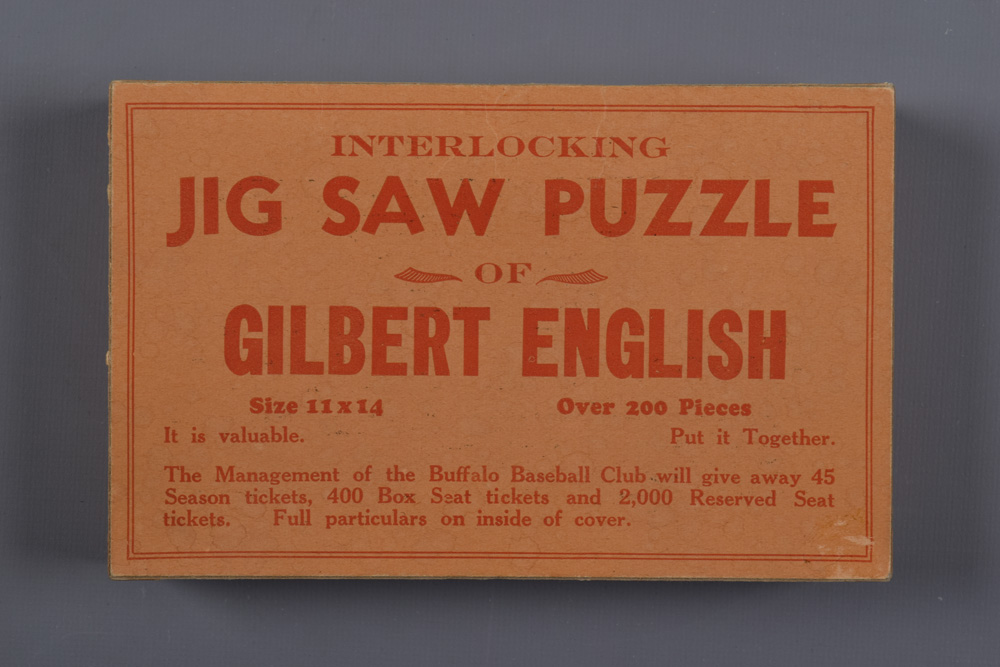 INTERLOCKING
JIG SAW PUZZLE
OF
GILBERT ENGLISH
Size 11x14 Over 200 Pieces
It is valuable. Put it Together.
The Management of the Buffalo Baseball Club will give away 45
Season tickets, 400 Box Seat tickets and 2,000 Reserved Seat
tickets. Full particulars on inside of cover.